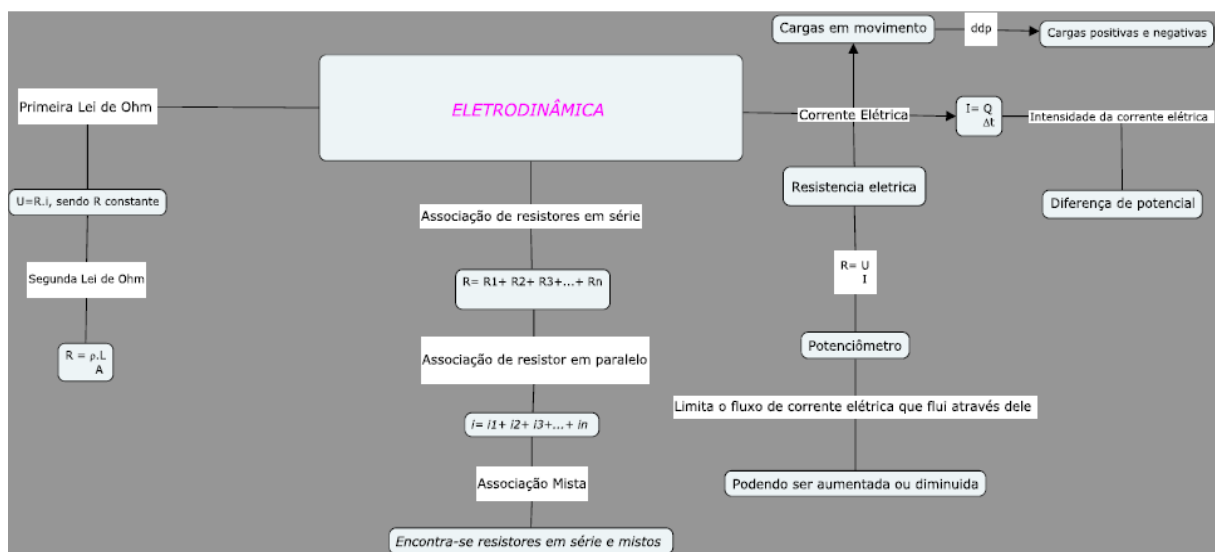 Cargas em movimento
ddp
Cargas positivas e negativas
Primeira Lei de Ohm
ELETRODINÂMICA
Corrente Elétrica
I= Q
Δt
Intensidade da corrente elétrica
U=R.i, sendo R constante
Associação de resistores em série
Resistencia eletrica
Diferença de potencial
Segunda Lei de Ohm
R= R1+ R2+ R3+...+ Rn
R= U
I
R = ρ.L
A
Associação de resistor em paralelo
Potenciômetro
i= i1+ i2+ i3+...+ in
Limita o fluxo de corrente elétrica que flui através dele
Associação Mista
Podendo ser aumentada ou diminuida
Encontra-se resistores em série e mistos